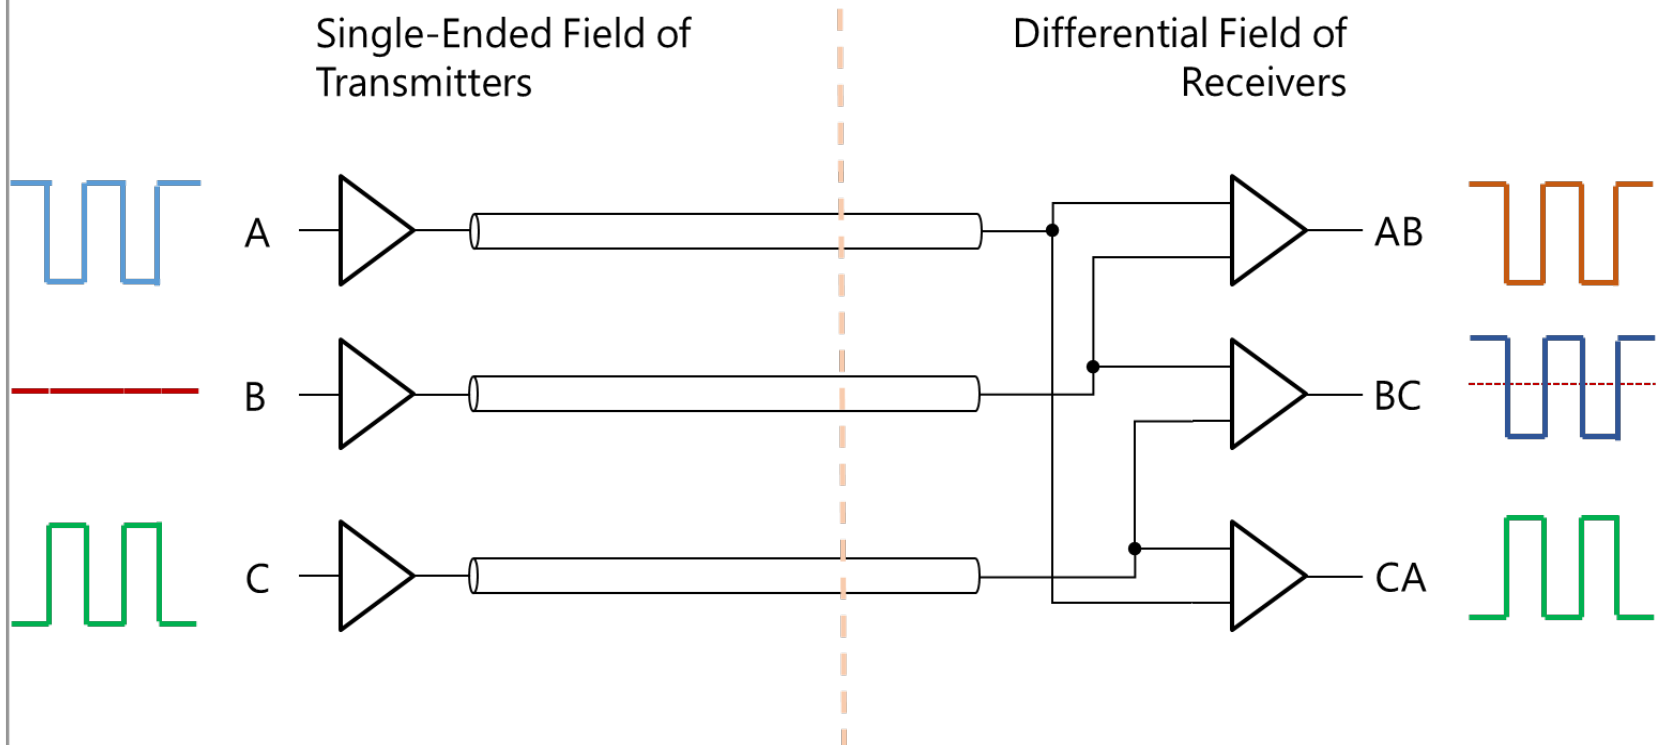 Single-Ended Field of
Transmitters
Differential Field of
Receivers
A
AB
B
BC
C
CA